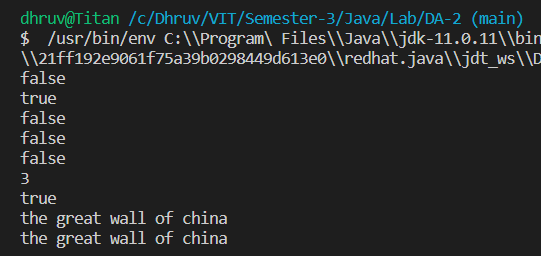 dhruv@Titan /c/Dhruv/VIT/Semester-3/Java/Lab/DA-2 (main)
$  /usr/bin/env C:\\Program\ Files\\Java\\jdk-11.0.11\\bin
\\21ff192e9061f75a39b0298449d613e0\\redhat.java\\jdt_ws\\D
false
true
false
false
false
3
true
the great wall of china
the great wall of china